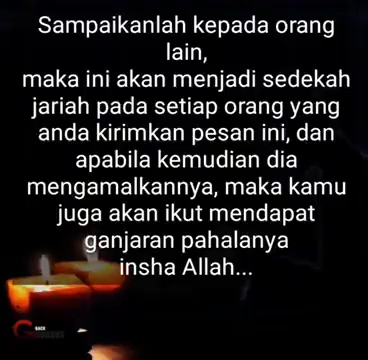 Sampaikanlah kepada orang
lain,
maka ini akan menjadi sedekah
jariah pada setiap orang yang
anda kirimkan pesan ini, dan
apabila kemudian dia
mengamalkannya, maka kamu
juga akan ikut mendapat
ganjaran pahalanya
insha Allah...